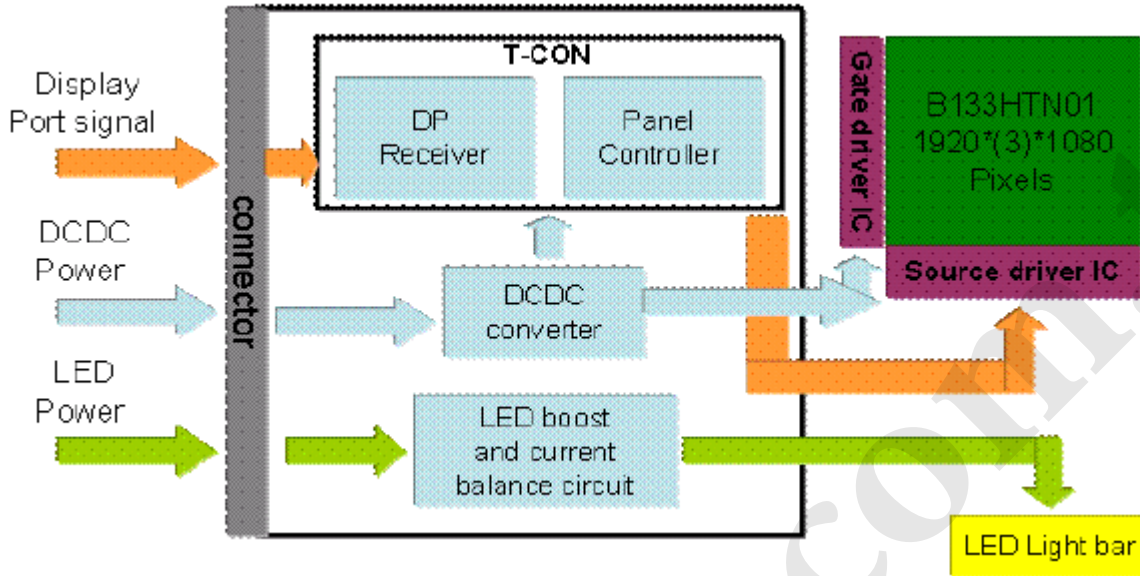 T-CON
Display
Port signal
DP
Receiver
Panel
Controller
Gate driver IC
B133HTN01
1920*(3)*1080
Pixels
connector
DCDC
Power
DCDC
converter
Source driver IC
LED
Power
LED boost
and current
balance circuit
LED Light bar
com